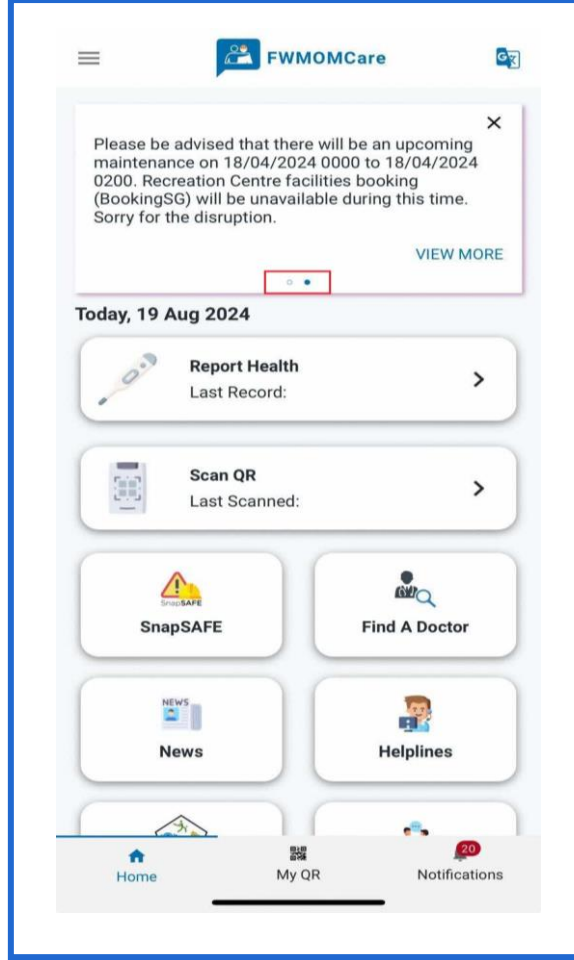 FWMOMCare
Please be advised that there will be an upcoming
maintenance on 18/04/2024 0000 to 18/04/2024
0200. Recreation Centre facilities booking
(BookingSG) will be unavailable during this time.
Sorry for the disruption.
VIEW MORE
Today, 19 Aug 2024
Report Health
Last Record:
Scan QR
Last Scanned:
SnapSAFE
SnapSAFE
Find A Doctor
NEWS
News
Helplines
20
Home
My QR
Notifications